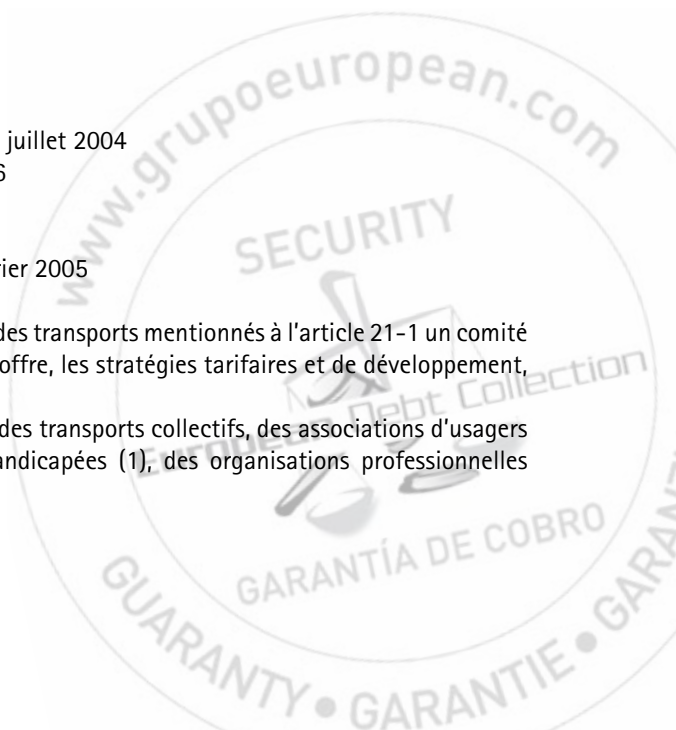 www.grupoeuropean.com
juillet 2004
6
SECURITY
rier 2005
des transports mentionnés à l'article 21-1 un comité
offre, les stratégies tarifaires et de développement,
European Debt Collection
des transports collectifs, des associations d'usagers
andicapées (1), des organisations professionnelles
GARANTÍA DE COBRO
GUARANTY • GARANTIE • GARANT